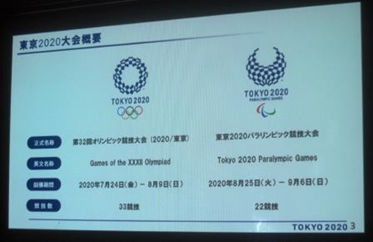 東京2020大会概要
TOKYO 2020
TOKYO 2020
PARALYMPIC GAMES
正式名称 第32回オリンピック競技大会 (2020/東京) 東京2020パラリンピック競技大会
英文名称 Games of the XXXII Olympiad Tokyo 2020 Paralympic Games
開催期間 2020年7月24日(金) – 8月9日(日) 2020年8月25日(火) – 9月6日(日)
競技数 33競技 22競技
TOKYO 2020 3